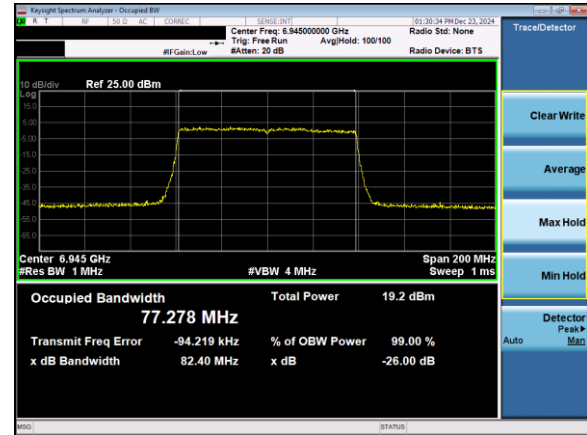 Keysight Spectrum Analyzer - Occupied BW
R T RF 50 Ω AC CORREC SENSE:INT 01:30:34 PM Dec 23, 2024
Center Freq: 6.945000000 GHz Radio Std: None
Trig: Free Run Avg|Hold: 100/100
#IFGain:Low #Atten: 20 dB Radio Device: BTS
10 dB/div Ref 25.00 dBm
Log
15.0
5.00
-5.00
-15.0
-25.0
-35.0
-45.0
-55.0
-65.0
Center 6.945 GHz Span 200 MHz
#Res BW 1 MHz #VBW 4 MHz Sweep 1 ms
Occupied Bandwidth Total Power 19.2 dBm
77.278 MHz
Transmit Freq Error -94.219 kHz % of OBW Power 99.00 %
x dB Bandwidth 82.40 MHz x dB -26.00 dB
MSG STATUS
Trace/Detector
Clear Write
Average
Max Hold
Min Hold
Detector
Peak▶
Auto Man